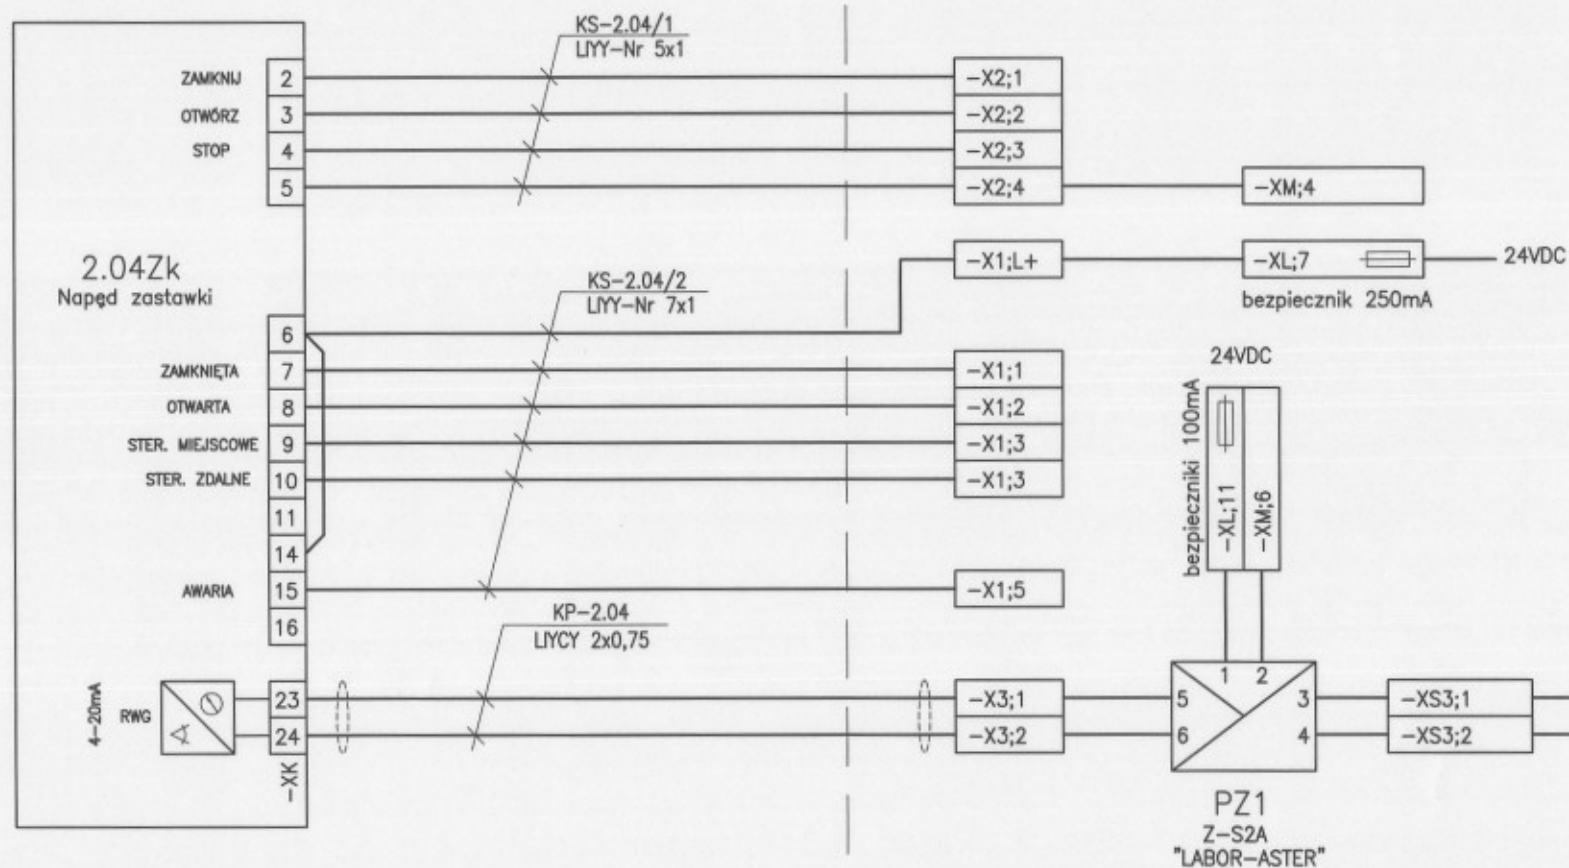 KS-2.04/1
LIYY-Nr 5x1
ZAMKNIJ 2 -X2;1
OTWÓRZ 3 -X2;2
STOP 4 -X2;3
5 -X2;4 -XM;4
2.04Zk
Napęd zastawki
-X1;L+ -XL;7 24VDC
bezpiecznik 250mA
KS-2.04/2
LIYY-Nr 7x1
6
ZAMKNIĘTA 7 -X1;1
OTWARTA 8 -X1;2
STER. MIEJSCOWE 9 -X1;3
STER. ZDALNE 10 -X1;3
11
14
AWARIA 15 -X1;5
16
24VDC
bezpieczniki 100mA
-XL;11
-XM;6
KP-2.04
LIYCY 2x0,75
1 2
4-20mA
RWG
23 -X3;1 5 3 -XS3;1
24 -X3;2 6 4 -XS3;2
-XK
PZ1
Z-S2A
"LABOR-ASTER"